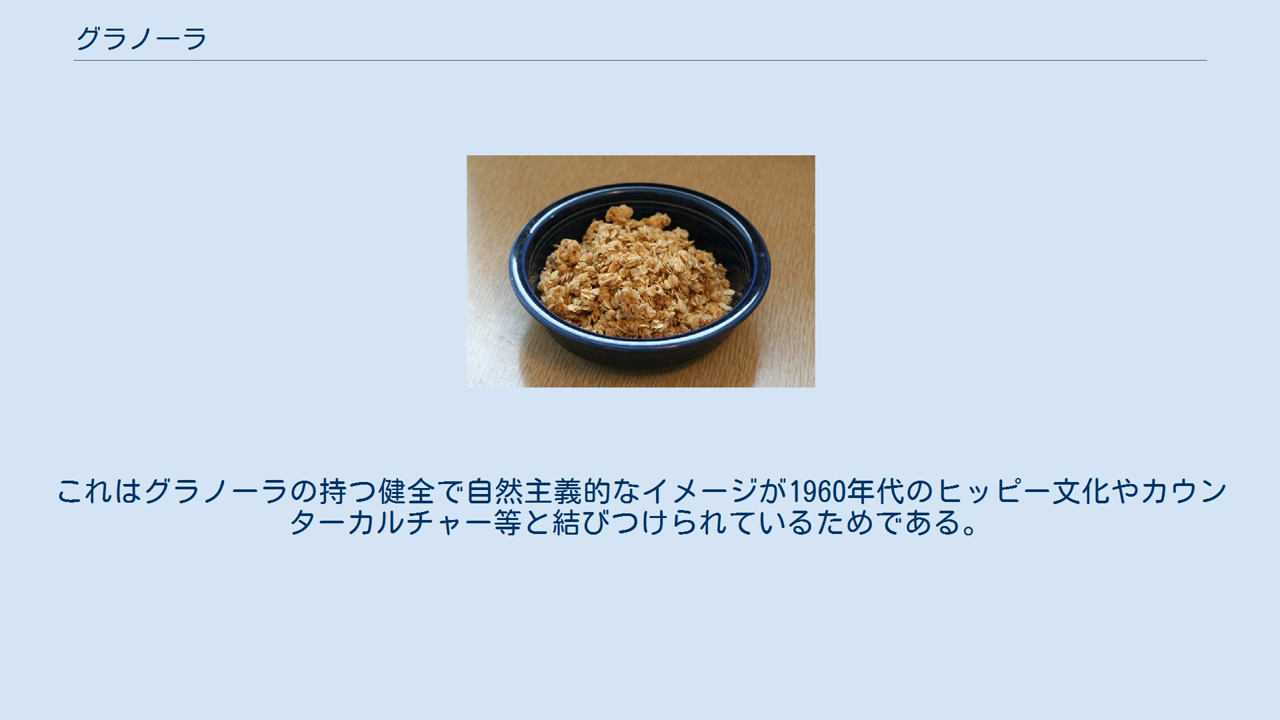 グラノーラ
これはグラノーラの持つ健全で自然主義的なイメージが1960年代のヒッピー文化やカウン
ターカルチャー等と結びつけられているためである。